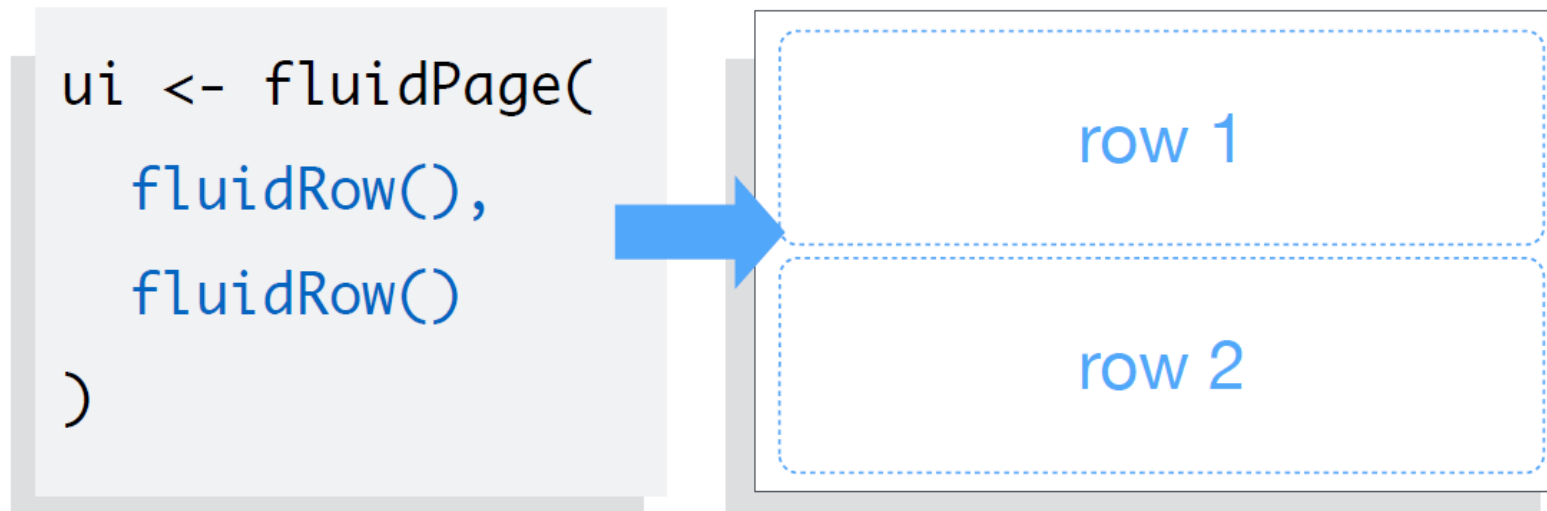 ui <- fluidPage(
  fluidRow(),
  fluidRow()
)
row 1
row 2